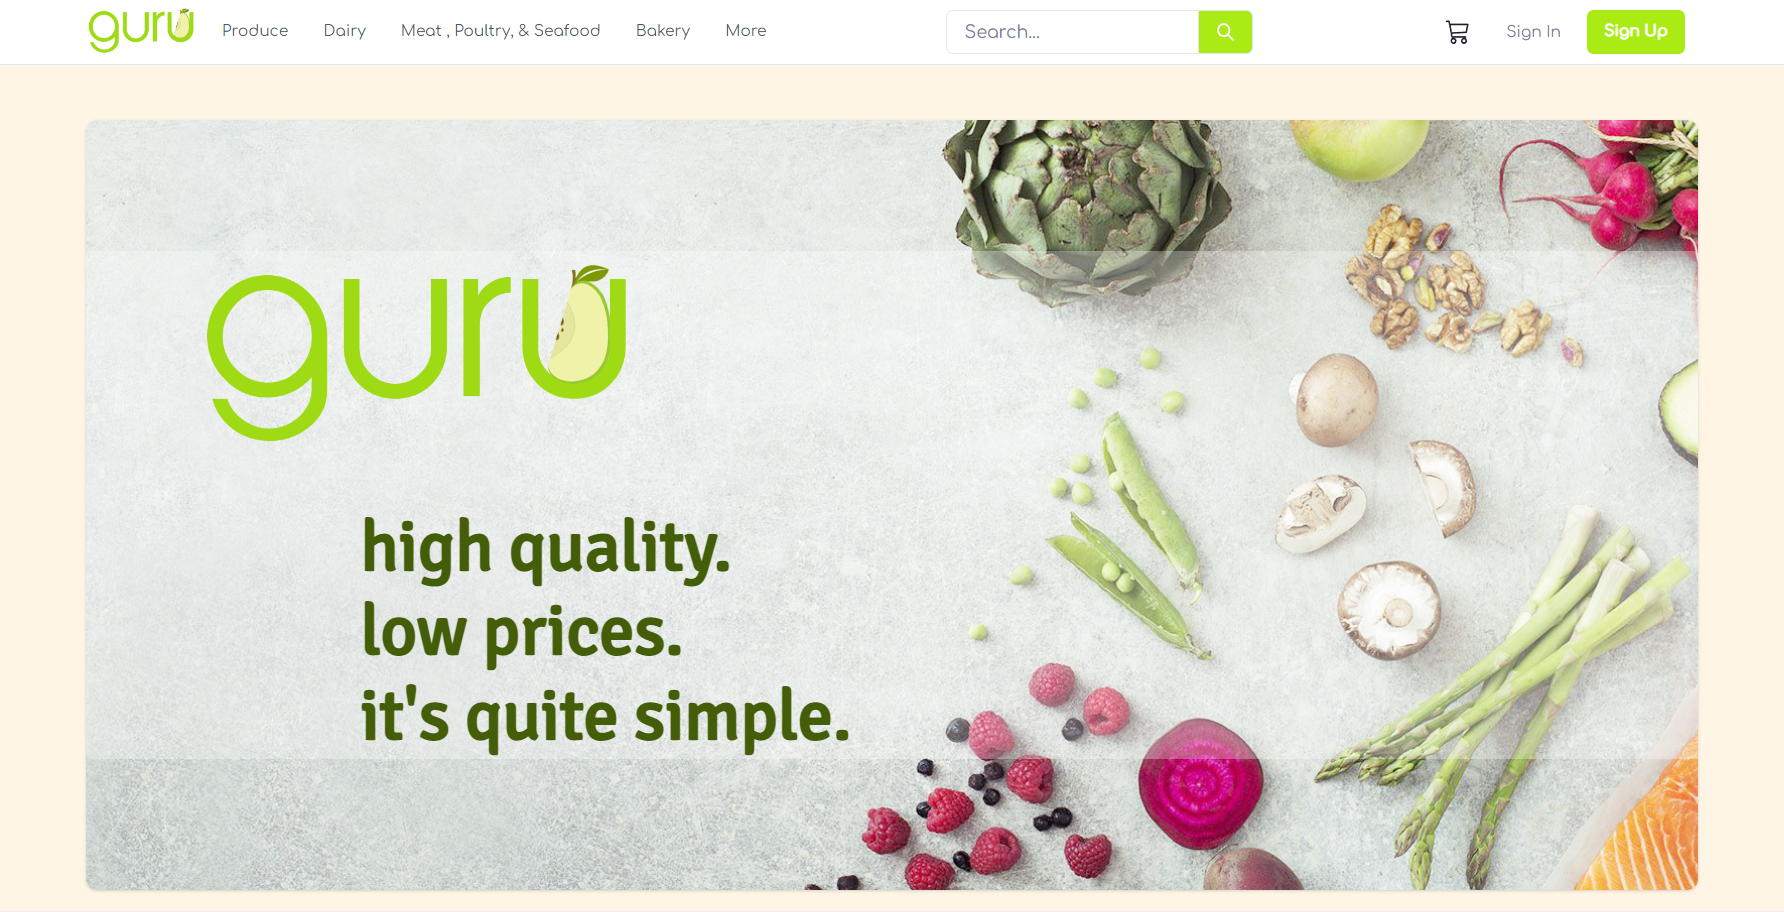 guru
Produce
Dairy
Meat , Poultry, & Seafood
Bakery
More
Search...
Sign In
Sign Up
guru
high quality.
low prices.
it's quite simple.